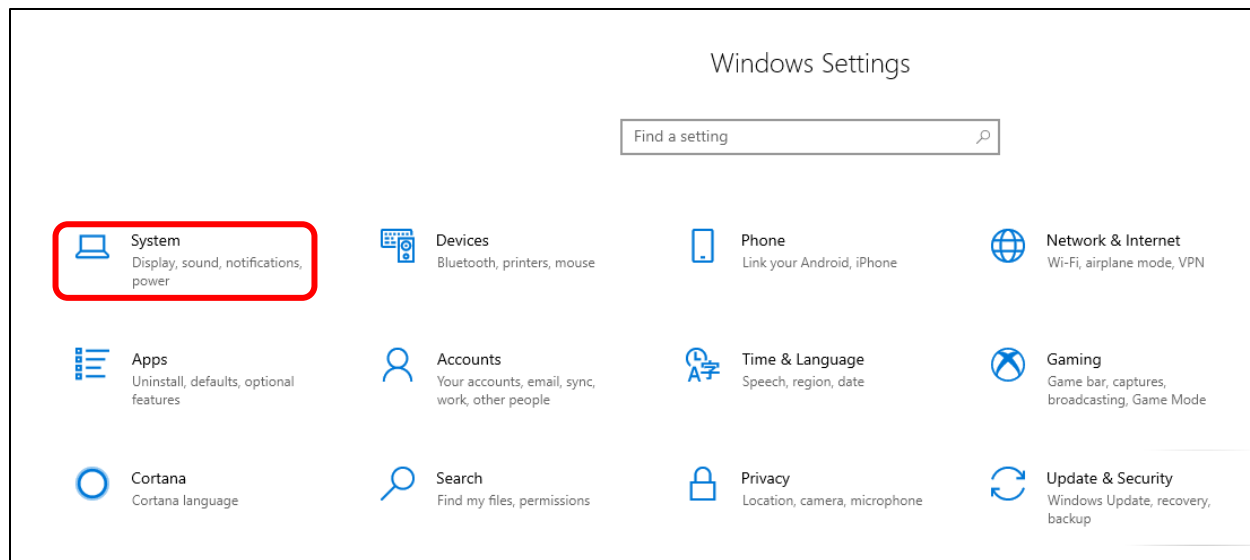 Windows Settings
Find a setting
System
Display, sound, notifications,
power
Devices
Bluetooth, printers, mouse
Phone
Link your Android, iPhone
Network & Internet
Wi-Fi, airplane mode, VPN
Apps
Uninstall, defaults, optional
features
Accounts
Your accounts, email, sync,
work, other people
Time & Language
Speech, region, date
Gaming
Game bar, captures,
broadcasting, Game Mode
Cortana
Cortana language
Search
Find my files, permissions
Privacy
Location, camera, microphone
Update & Security
Windows Update, recovery,
backup